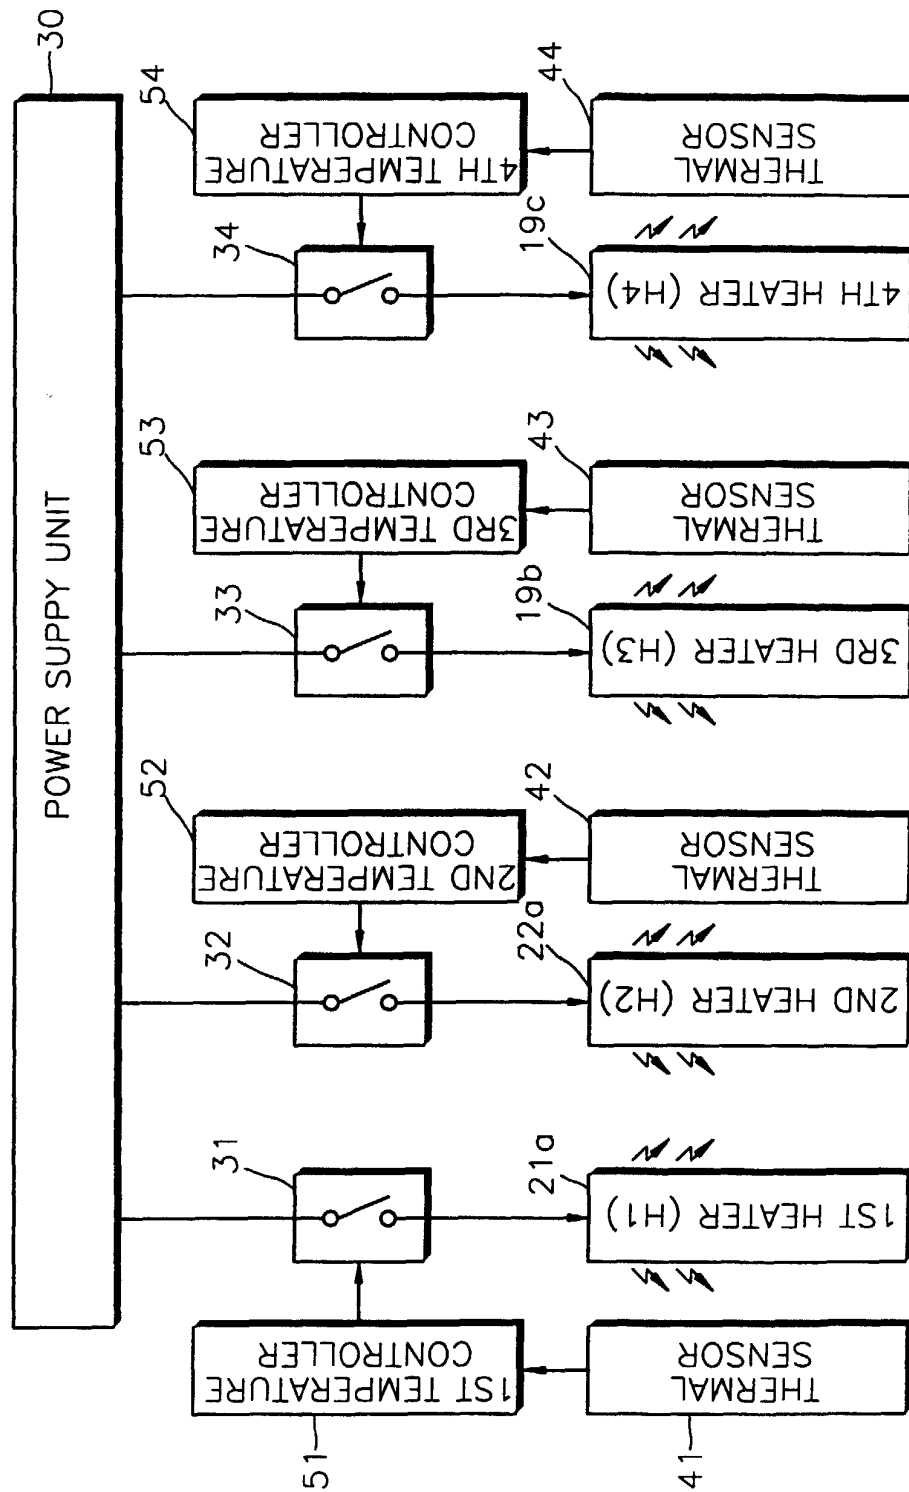 30
POWER SUPPY UNIT
51
1ST TEMPERATURE
CONTROLLER
31
52
2ND TEMPERATURE
CONTROLLER
32
53
3RD TEMPERATURE
CONTROLLER
33
54
4TH TEMPERATURE
CONTROLLER
34
41
THERMAL
SENSOR
21a
1ST HEATER (H1)
22a
2ND HEATER (H2)
42
THERMAL
SENSOR
19b
3RD HEATER (H3)
43
THERMAL
SENSOR
19c
4TH HEATER (H4)
44
THERMAL
SENSOR